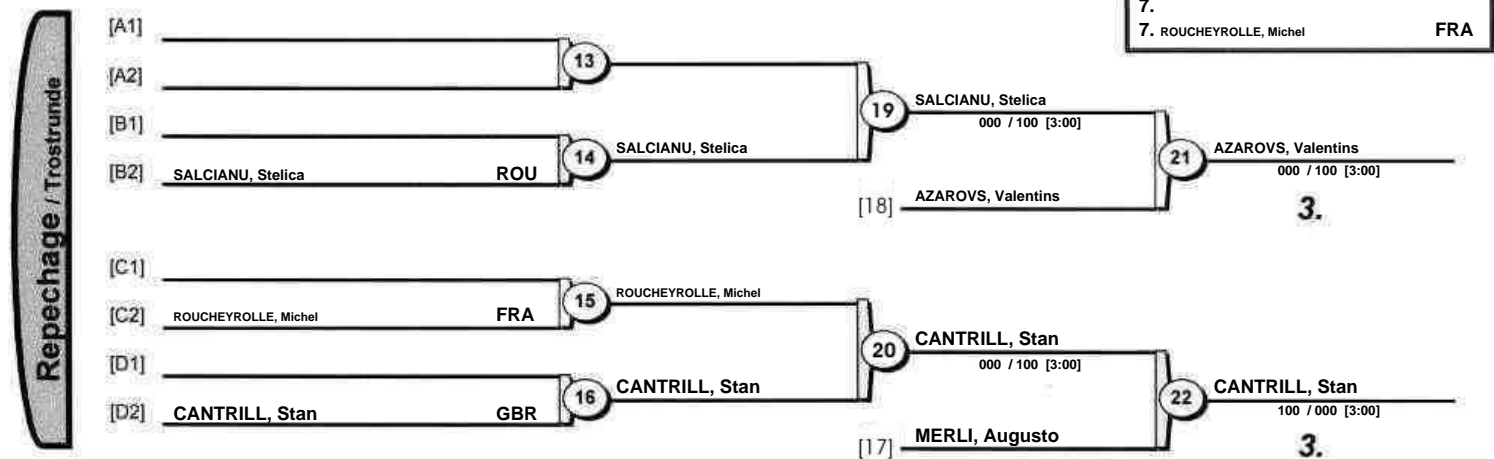 7.
7. ROUCHEYROLLE, Michel FRA
Repechage / Trostrunde
[A1]
13
[A2]
19 SALCIANU, Stelica
000 / 100 [3:00]
[B1]
14 SALCIANU, Stelica
21 AZAROVS, Valentins
000 / 100 [3:00]
[B2] SALCIANU, Stelica ROU
[18] AZAROVS, Valentins
3.
[C1]
15 ROUCHEYROLLE, Michel
[C2] ROUCHEYROLLE, Michel FRA
20 CANTRILL, Stan
000 / 100 [3:00]
[D1]
16 CANTRILL, Stan
22 CANTRILL, Stan
100 / 000 [3:00]
[D2] CANTRILL, Stan GBR
[17] MERLI, Augusto
3.